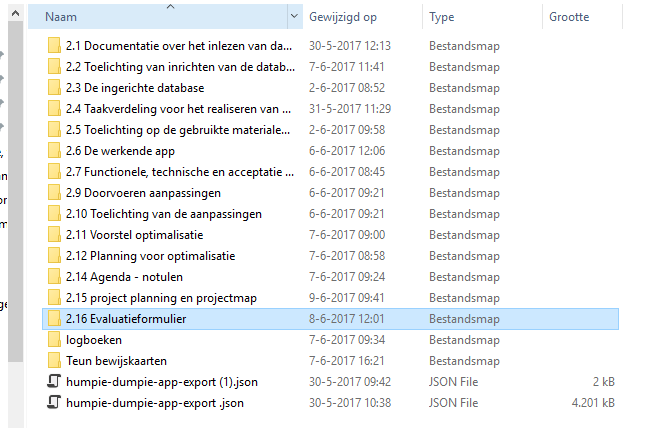 Naam Gewijzigd op Type Grootte
2.1 Documentatie over het inlezen van da... 30-5-2017 12:13 Bestandsmap
2.2 Toelichting van inrichten van de datab... 7-6-2017 11:41 Bestandsmap
2.3 De ingerichte database 2-6-2017 08:52 Bestandsmap
2.4 Taakverdeling voor het realiseren van ... 31-5-2017 11:29 Bestandsmap
2.5 Toelichting op de gebruikte materiale... 2-6-2017 09:58 Bestandsmap
2.6 De werkende app 6-6-2017 12:06 Bestandsmap
2.7 Functionele, technische en acceptatie ... 6-6-2017 08:45 Bestandsmap
2.9 Doorvoeren aanpassingen 6-6-2017 09:21 Bestandsmap
2.10 Toelichting van de aanpassingen 6-6-2017 09:21 Bestandsmap
2.11 Voorstel optimalisatie 7-6-2017 09:00 Bestandsmap
2.12 Planning voor optimalisatie 7-6-2017 08:58 Bestandsmap
2.14 Agenda - notulen 7-6-2017 09:24 Bestandsmap
2.15 project planning en projectmap 9-6-2017 09:41 Bestandsmap
2.16 Evaluatieformulier 8-6-2017 12:01 Bestandsmap
logboeken 7-6-2017 09:34 Bestandsmap
Teun bewijskaarten 7-6-2017 16:21 Bestandsmap
humpie-dumpie-app-export (1).json 30-5-2017 09:42 JSON File 2 kB
humpie-dumpie-app-export .json 30-5-2017 10:38 JSON File 4.201 kB